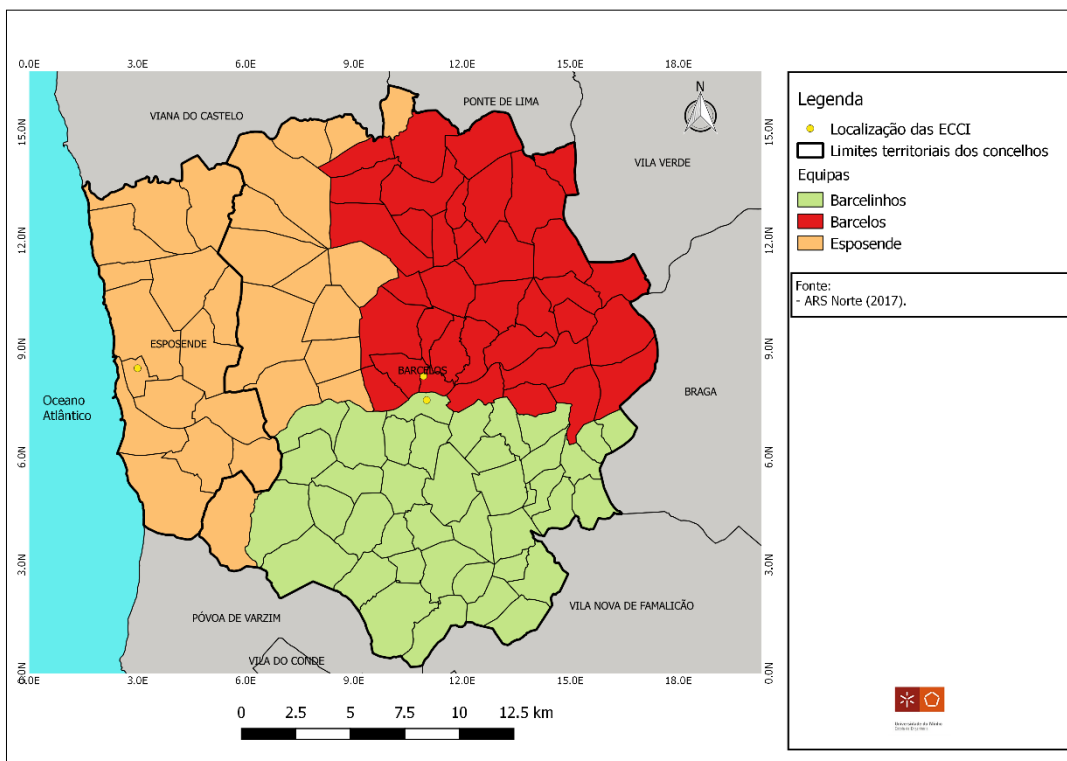 0.0E 3.0E 6.0E 9.0E 12.0E 15.0E 18.0E
15.0N 15.0N
12.0N 12.0N
9.0N 9.0N
6.0N 6.0N
3.0N 3.0N
0.0N 0.0N
0.0E 3.0E 6.0E 9.0E 12.0E 15.0E 18.0E
VIANA DO CASTELO
PONTE DE LIMA
N
VILA VERDE
ESPOSENDE
BARCELOS
BRAGA
Oceano
Atlântico
PÓVOA DE VARZIM
VILA NOVA DE FAMALICÃO
VILA DO CONDE
0 2.5 5 7.5 10 12.5 km
Legenda
Localização das ECCI
Limites territoriais dos concelhos
Equipas
Barcelinhos
Barcelos
Esposende
Fonte:
- ARS Norte (2017).
Universidade do Minho